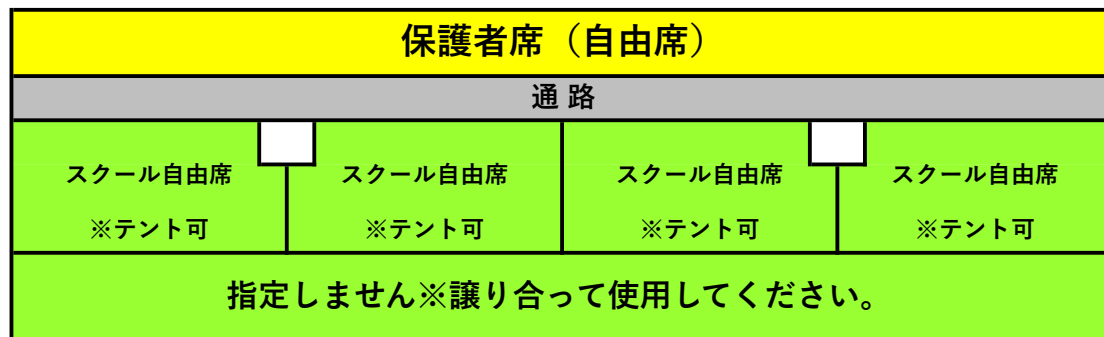 保護者席（自由席）
通 路
スクール自由席
※テント可
スクール自由席
※テント可
スクール自由席
※テント可
スクール自由席
※テント可
指定しません※譲り合って使用してください。